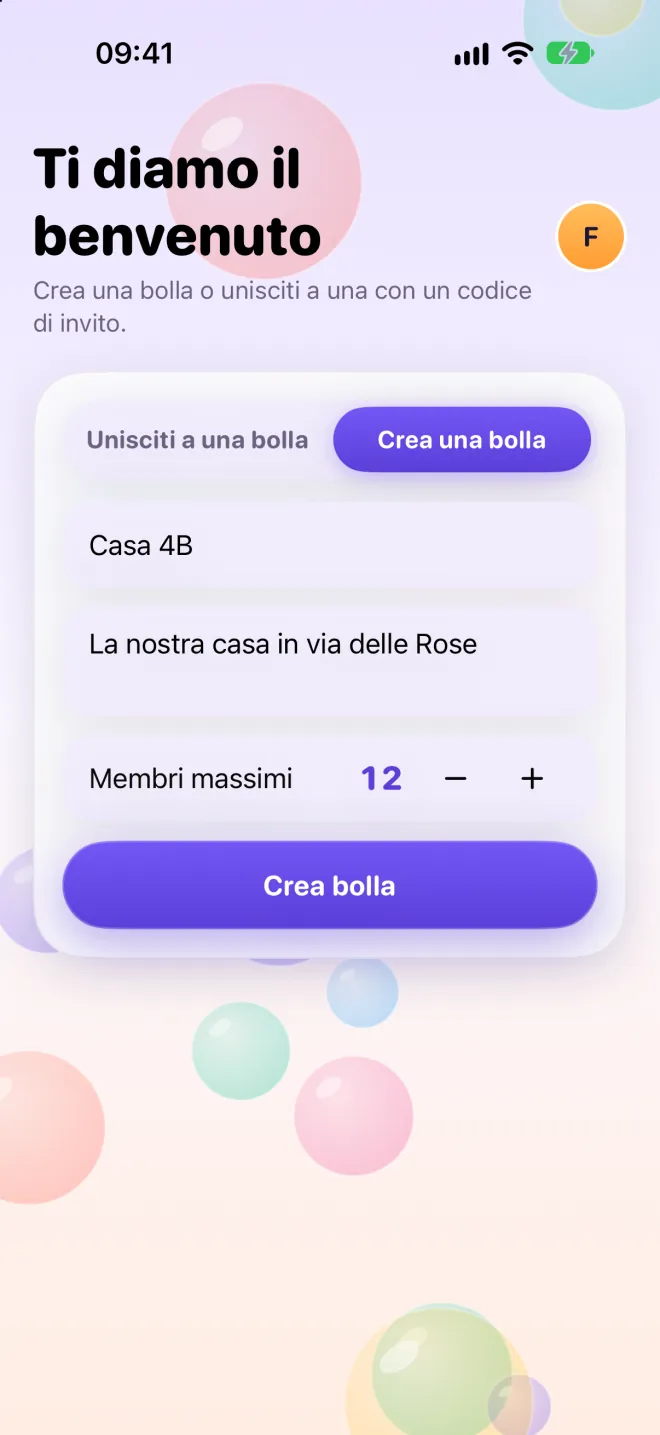 09:41
Ti diamo il
benvenuto
F
Crea una bolla o unisciti a una con un codice
di invito.
Unisciti a una bolla
Crea una bolla
Casa 4B
La nostra casa in via delle Rose
Membri massimi 12 − +
Crea bolla